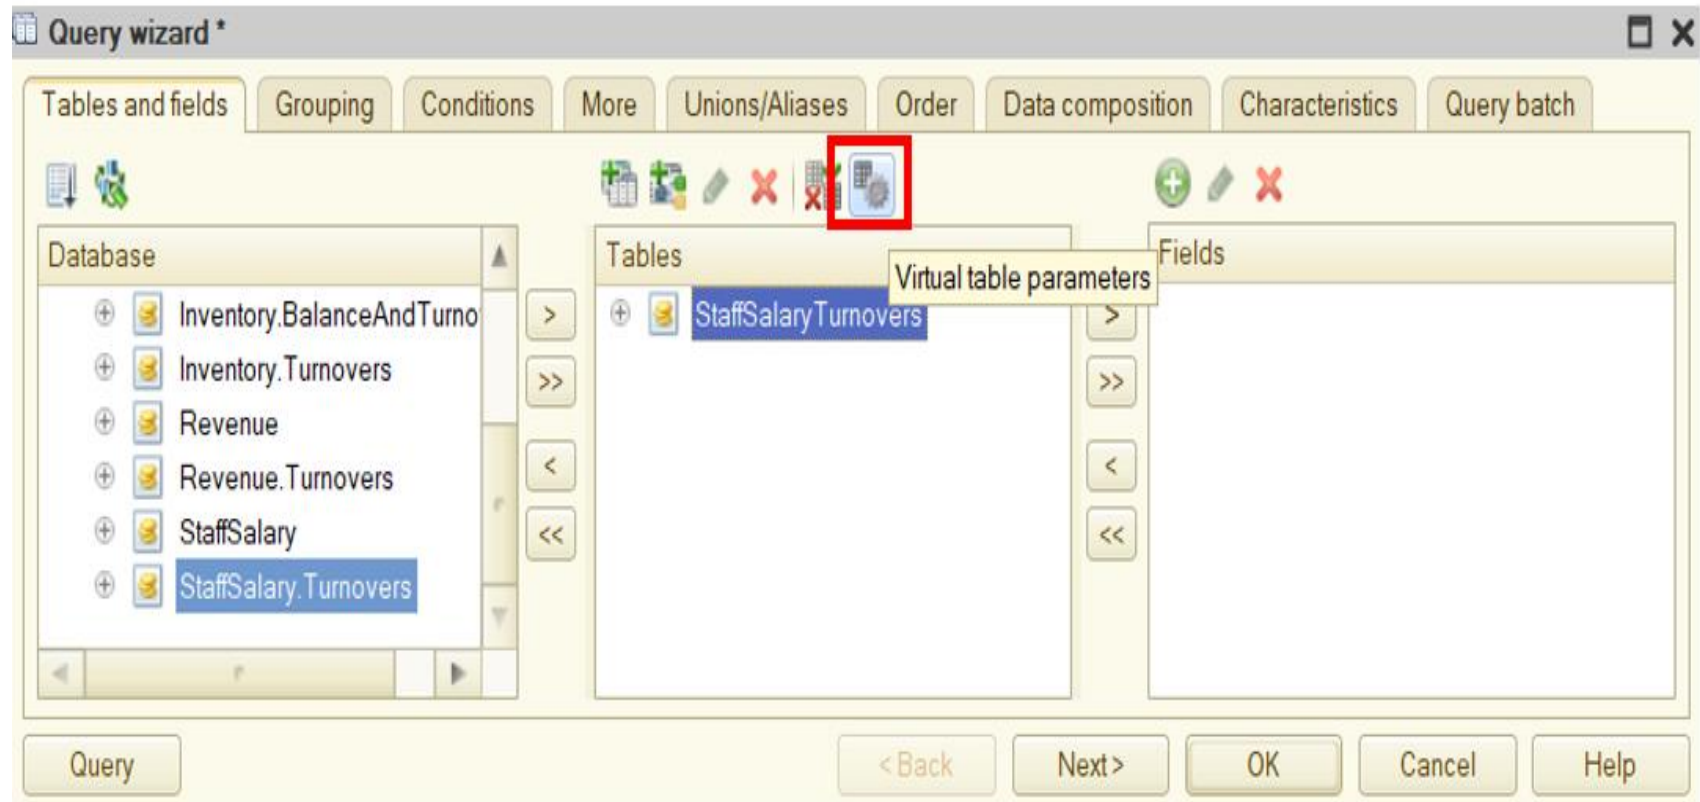 Query wizard *
Tables and fields
Grouping
Conditions
More
Unions/Aliases
Order
Data composition
Characteristics
Query batch
Database
Inventory.BalanceAndTurno
Inventory.Turnovers
Revenue
Revenue.Turnovers
StaffSalary
StaffSalary.Turnovers
>
>>
<
<<
Tables
StaffSalaryTurnovers
Virtual table parameters
>
>>
<
<<
Fields
Query
<Back
Next>
OK
Cancel
Help